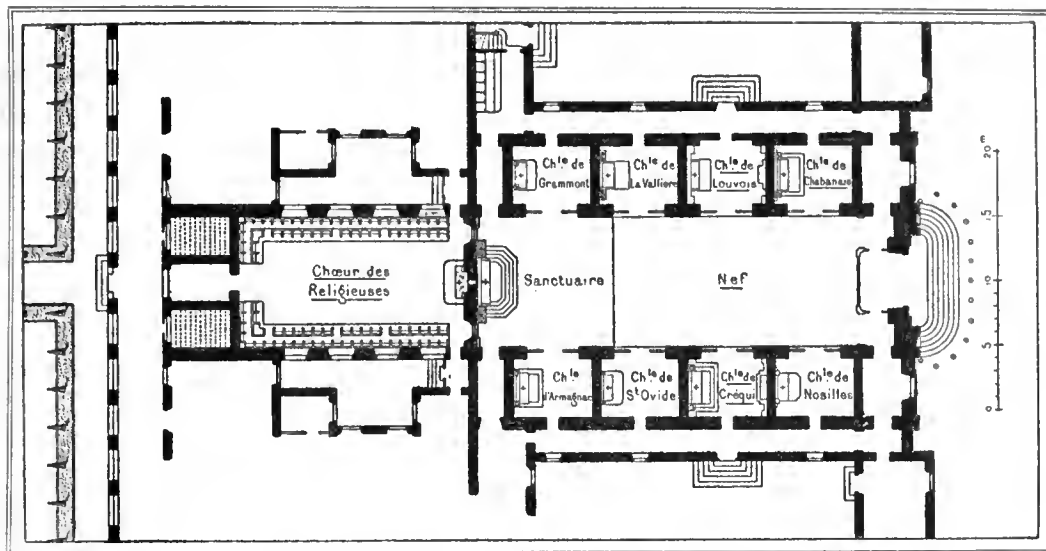 Chle de
Grammont
Chle de
La Vallière
Chle de
Louvois
Chle de
Chabanais
Chœur des
Religieuses
Sanctuaire
Nef
Chle
d'Armagnac
Chle de
St Ovide
Chle de
Créqui
Chle de
Noailles
m
20
15
10
5
0